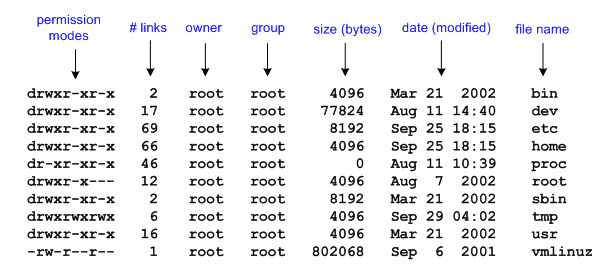 permission modes # links owner group size (bytes) date (modified) file name
drwxr-xr-x 2 root root 4096 Mar 21 2002 bin
drwxr-xr-x 17 root root 77824 Aug 11 14:40 dev
drwxr-xr-x 69 root root 8192 Sep 25 18:15 etc
drwxr-xr-x 66 root root 4096 Sep 25 18:15 home
dr-xr-xr-x 46 root root 0 Aug 11 10:39 proc
drwxr-x--- 12 root root 4096 Aug 7 2002 root
drwxr-xr-x 2 root root 8192 Mar 21 2002 sbin
drwxrwxrwx 6 root root 4096 Sep 29 04:02 tmp
drwxr-xr-x 16 root root 4096 Mar 21 2002 usr
-rw-r--r-- 1 root root 802068 Sep 6 2001 vmlinuz